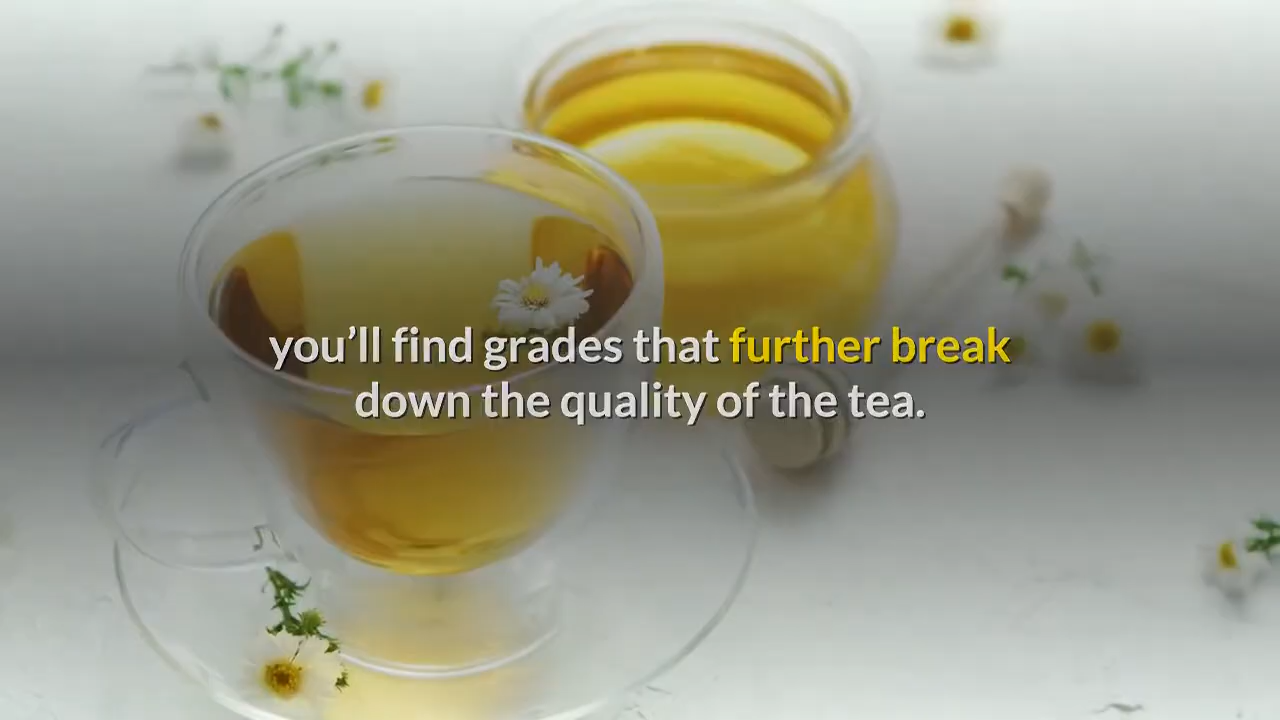 you’ll find grades that further break
down the quality of the tea.